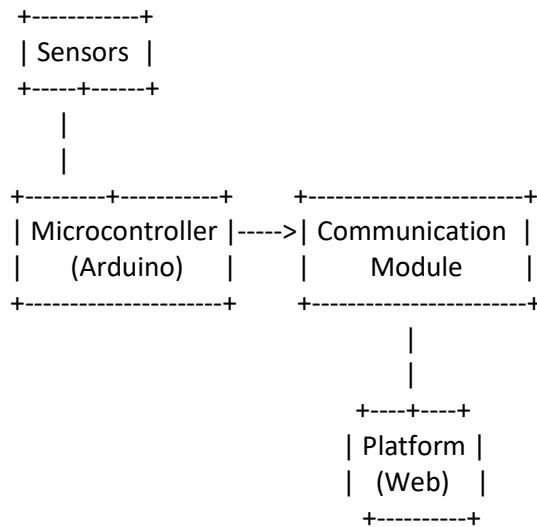 +------------+
| Sensors |
+-----+------+
|
|
+---------+-----------+ +------------------------+
| Microcontroller |----->| Communication |
| (Arduino) | | Module |
+----------------------+ +------------------------+
|
|
+----+----+
| Platform |
| (Web) |
+-----------+